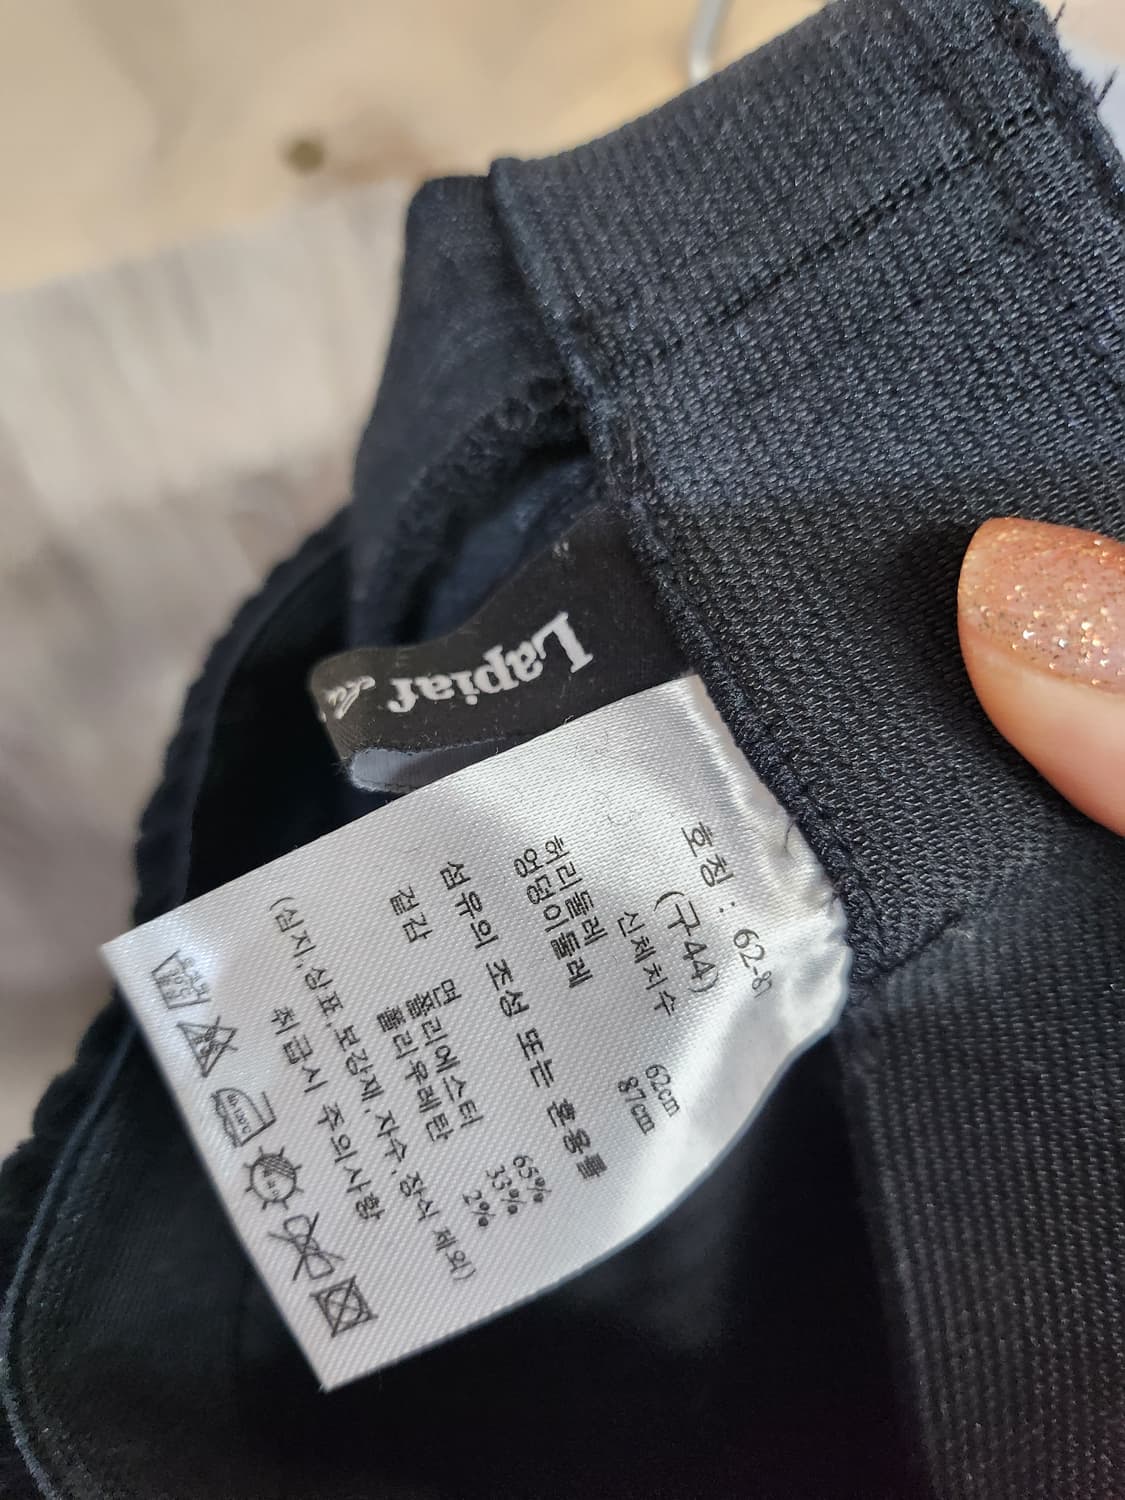 Lapiar
호칭 : 62-87
(구44)
신체치수
허리둘레 62cm
엉덩이둘레 87cm
섬유의 조성 또는 혼용률
겉감 면 65%
폴리에스터 33%
폴리우레탄 2%
(심지,상표,보강재,자수,장식 제외)
취급시 주의사항